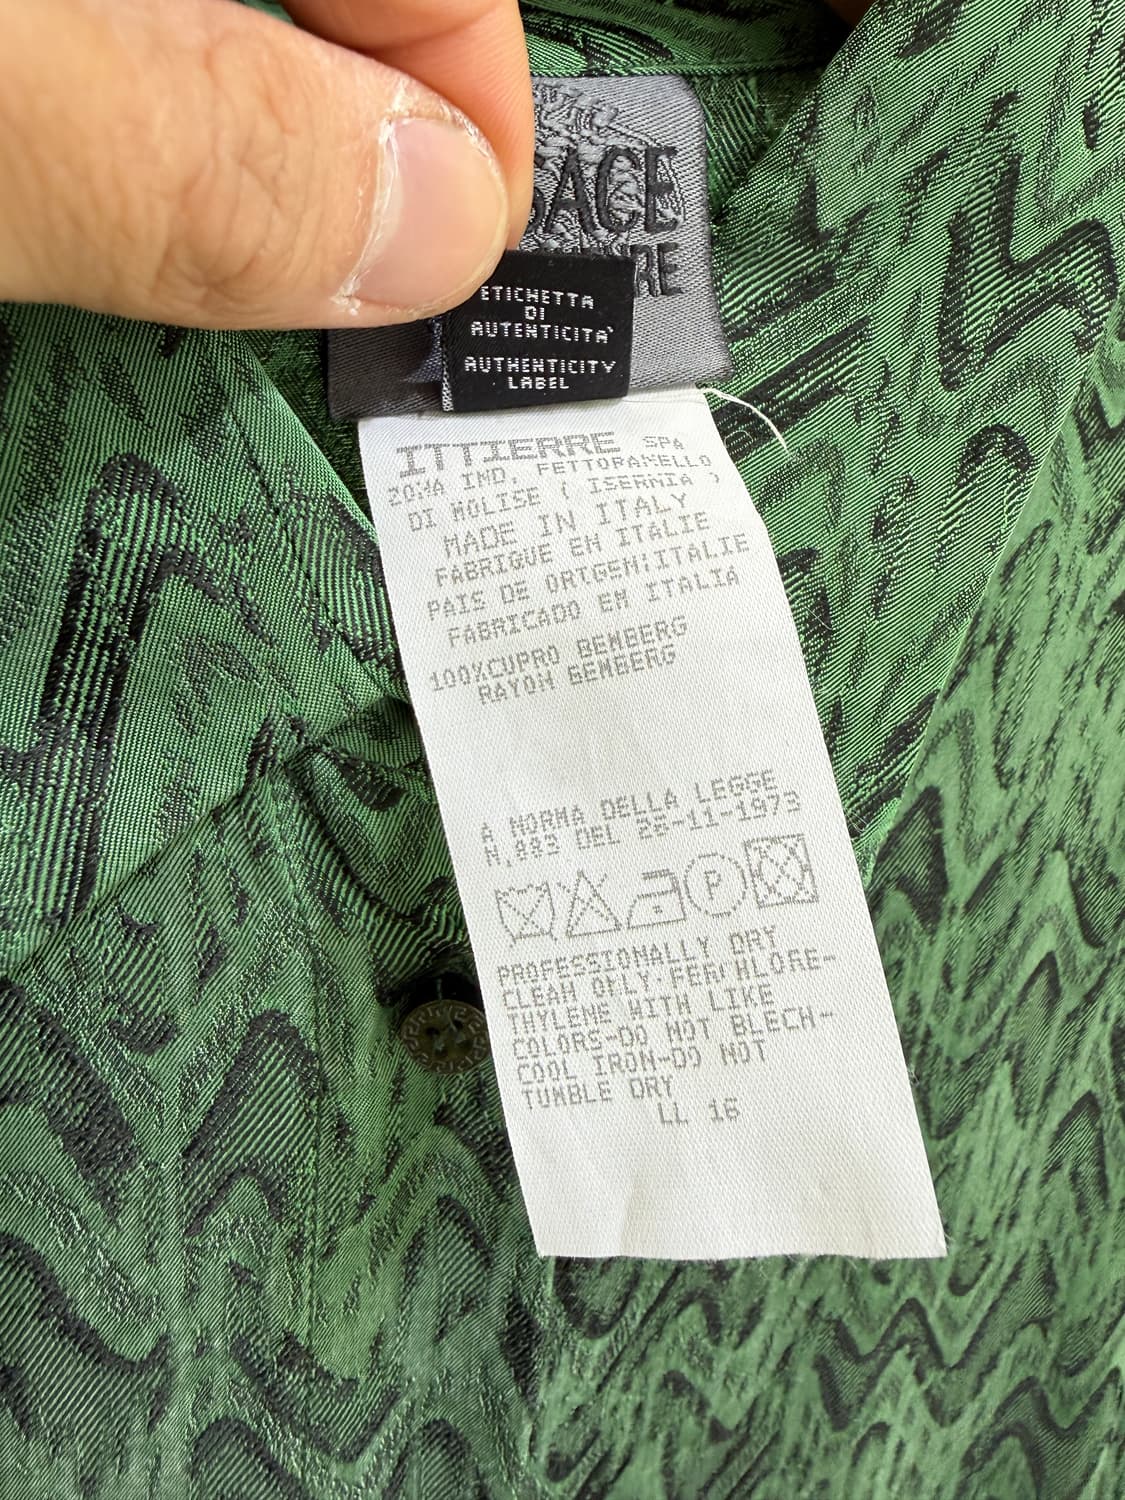 SACE
RE
ETICHETTA
DI
AUTENTICITA'
AUTHENTICITY
LABEL
ITTIERRE SPA
ZONA IND. PETTORANELLO
DI MOLISE ( ISERNIA )
MADE IN ITALY
FABRIQUE EN ITALIE
PAIS DE ORIGEN:ITALIE
FABRICADO EN ITALIA
100%CUPRO BEMBERG
RAYON BEMBERG
A NORMA DELLA LEGGE
N.883 DEL 26-11-1973
P
PROFESSIONALLY DRY
CLEAN ONLY-PERCHLORE-
THYLENE WITH LIKE
COLORS-DO NOT BLECH-
COOL IRON-DO NOT
TUMBLE DRY
LL 16